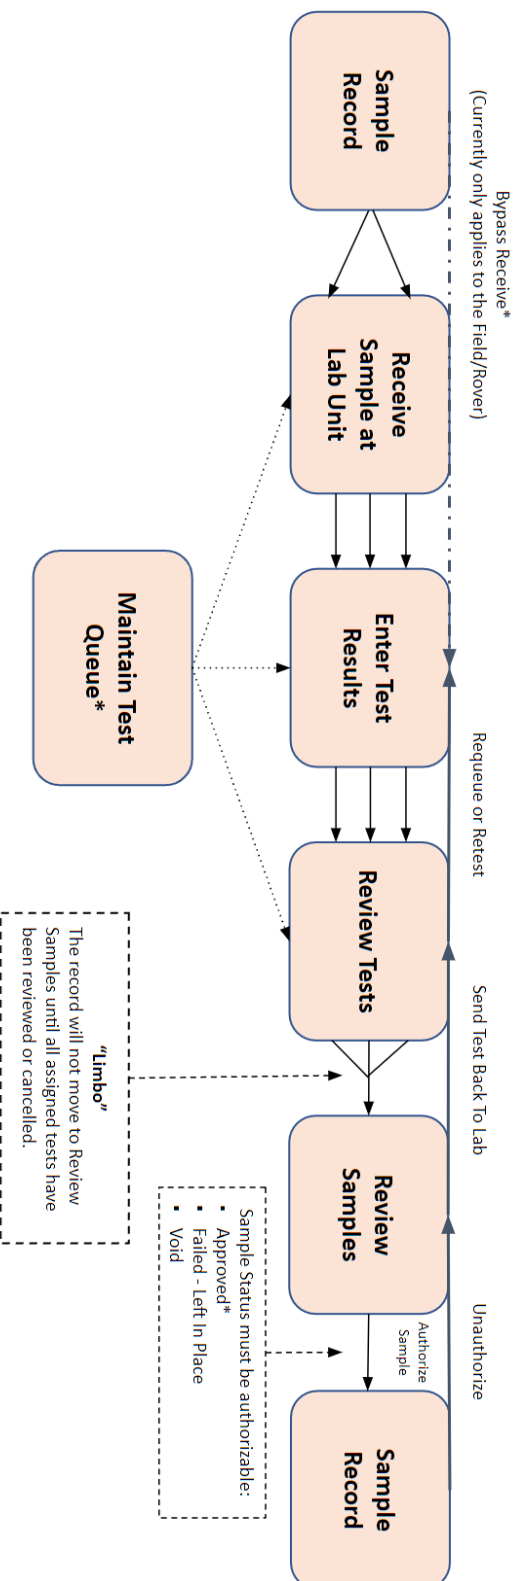 Bypass Receive*
(Currently only applies to the Field/Rover)
Requeue or Retest
Send Test Back To Lab
Unauthorize
Sample
Record
Receive
Sample at
Lab Unit
Enter Test
Results
Review Tests
Review
Samples
Authorize
Sample
Sample
Record
Maintain Test
Queue*
“Limbo”
The record will not move to Review
Samples until all assigned tests have
been reviewed or cancelled.
Sample Status must be authorizable:
▪ Approved*
▪ Failed - Left In Place
▪ Void